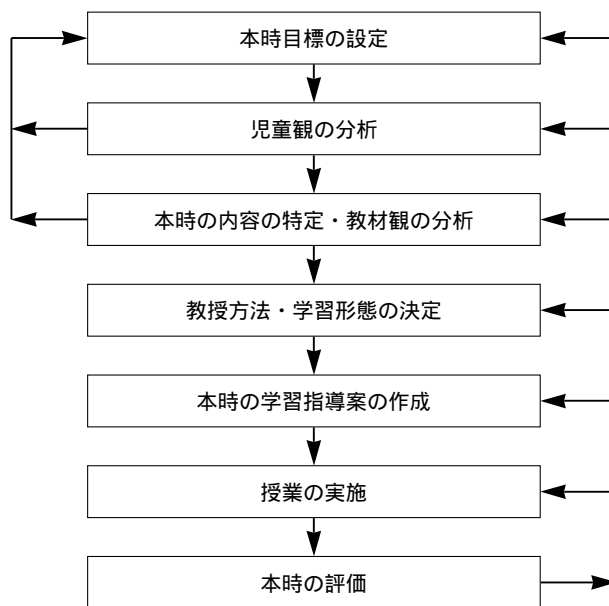 本時目標の設定
児童観の分析
本時の内容の特定・教材観の分析
教授方法・学習形態の決定
本時の学習指導案の作成
授業の実施
本時の評価